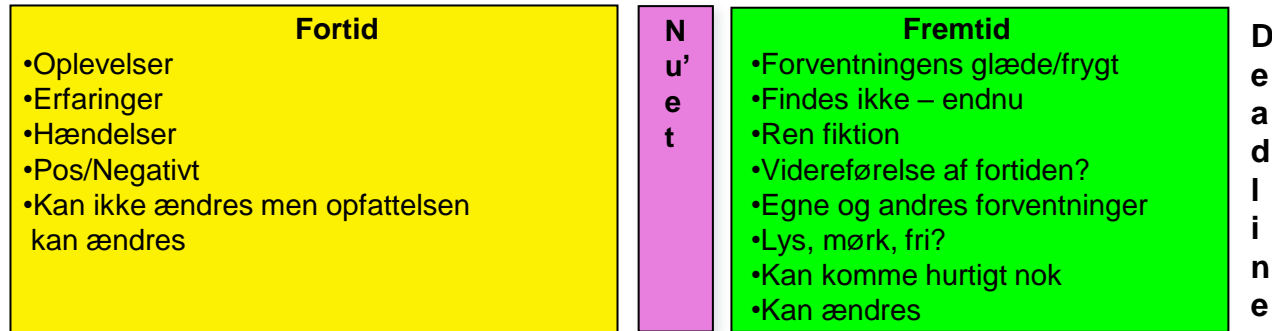 Fortid
•Oplevelser
•Erfaringer
•Hændelser
•Pos/Negativt
•Kan ikke ændres men opfattelsen
kan ændres
N
u’
e
t
Fremtid
•Forventningens glæde/frygt
•Findes ikke – endnu
•Ren fiktion
•Videreførelse af fortiden?
•Egne og andres forventninger
•Lys, mørk, fri?
•Kan komme hurtigt nok
•Kan ændres
D
e
a
d
l
i
n
e